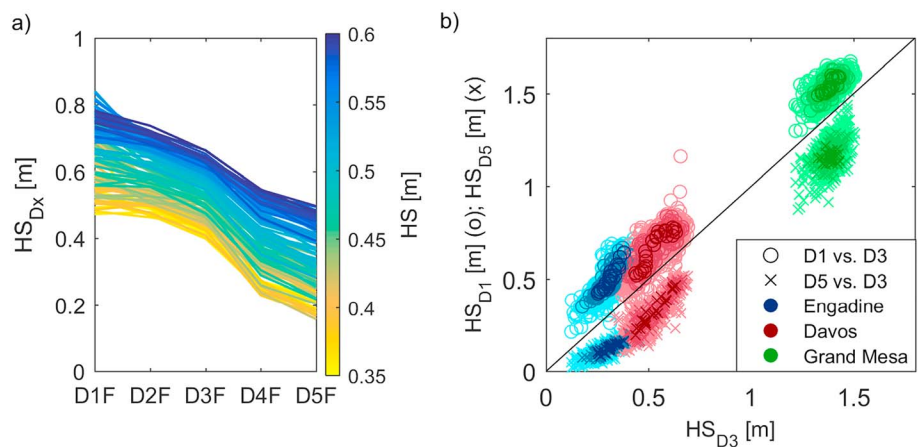 a)
1
0.8
0.6
0.4
0.2
0
HS_Dx [m]
D1F D2F D3F D4F D5F
0.6
0.55
0.5
0.45
0.4
0.35
HS [m]
b)
1.5
1
0.5
0
HS_D1 [m] (o); HS_D5 [m] (x)
0 0.5 1 1.5
HS_D3 [m]
D1 vs. D3
D5 vs. D3
Engadine
Davos
Grand Mesa